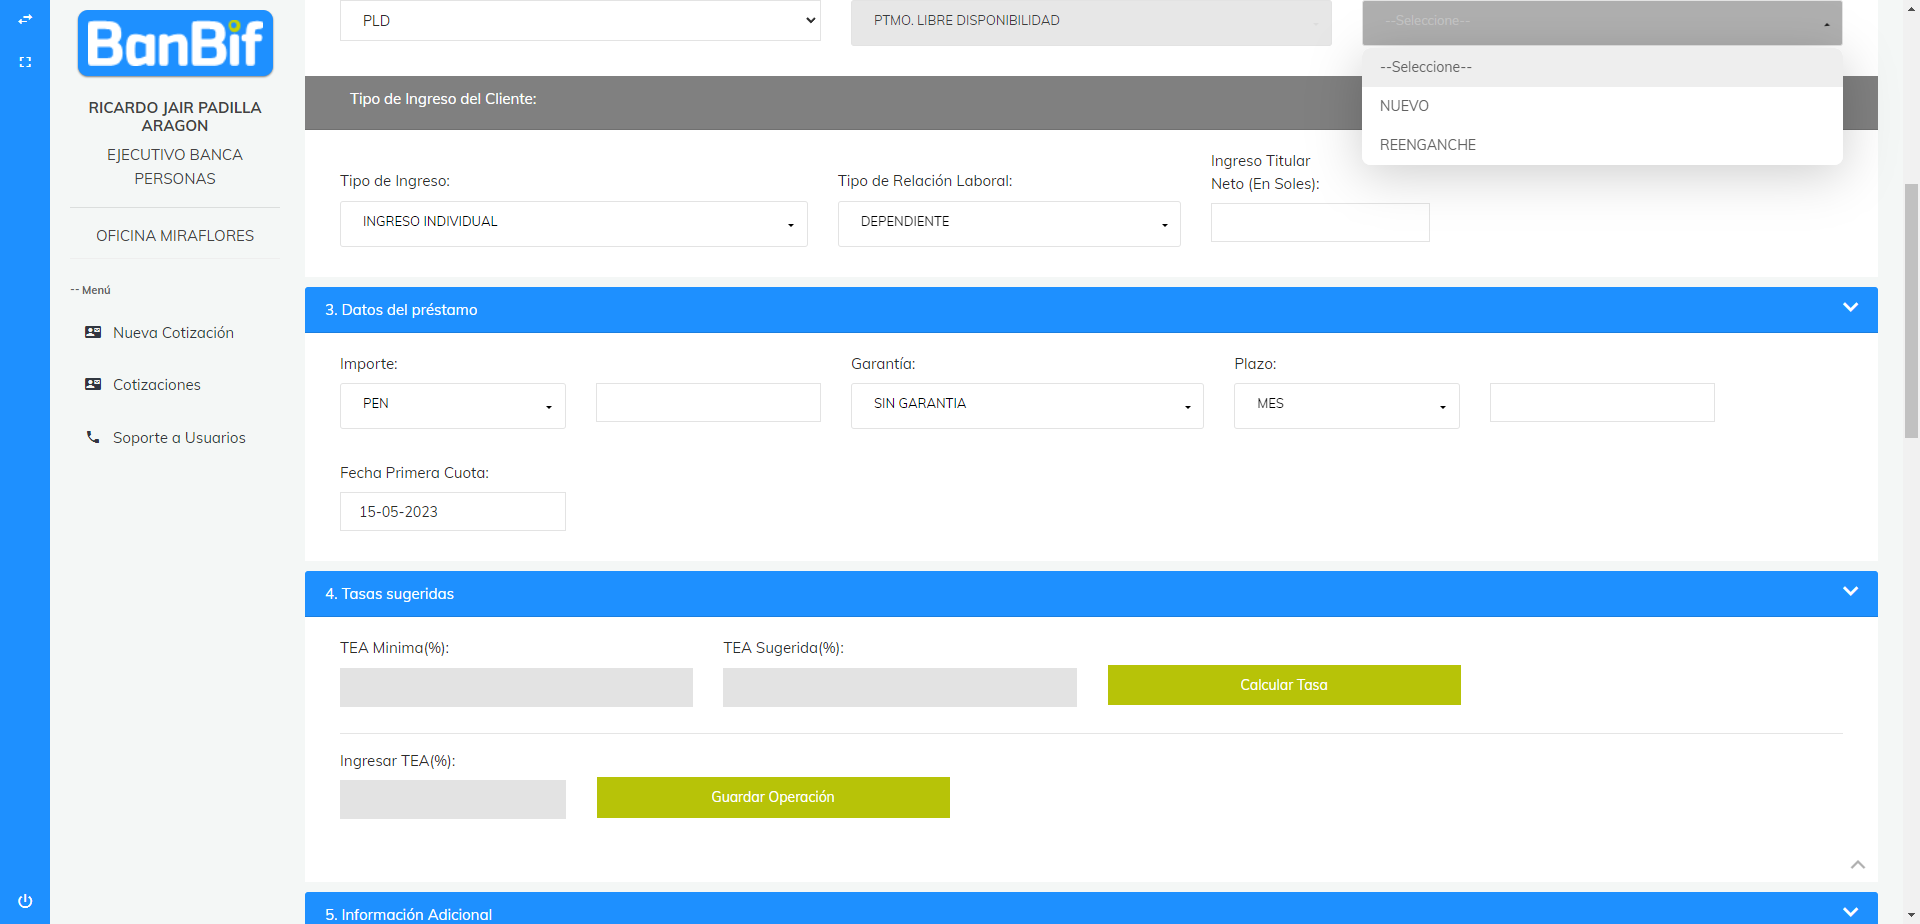 BanBif
RICARDO JAIR PADILLA
ARAGON
EJECUTIVO BANCA
PERSONAS
OFICINA MIRAFLORES
-- Menú
Nueva Cotización
Cotizaciones
Soporte a Usuarios
PLD
PTMO. LIBRE DISPONIBILIDAD
--Seleccione--
--Seleccione--
NUEVO
REENGANCHE
Tipo de Ingreso del Cliente:
Tipo de Ingreso:
INGRESO INDIVIDUAL
Tipo de Relación Laboral:
DEPENDIENTE
Ingreso Titular
Neto (En Soles):
3. Datos del préstamo
Importe:
PEN
Garantía:
SIN GARANTIA
Plazo:
MES
Fecha Primera Cuota:
15-05-2023
4. Tasas sugeridas
TEA Minima(%):
TEA Sugerida(%):
Calcular Tasa
Ingresar TEA(%):
Guardar Operación
5. Información Adicional